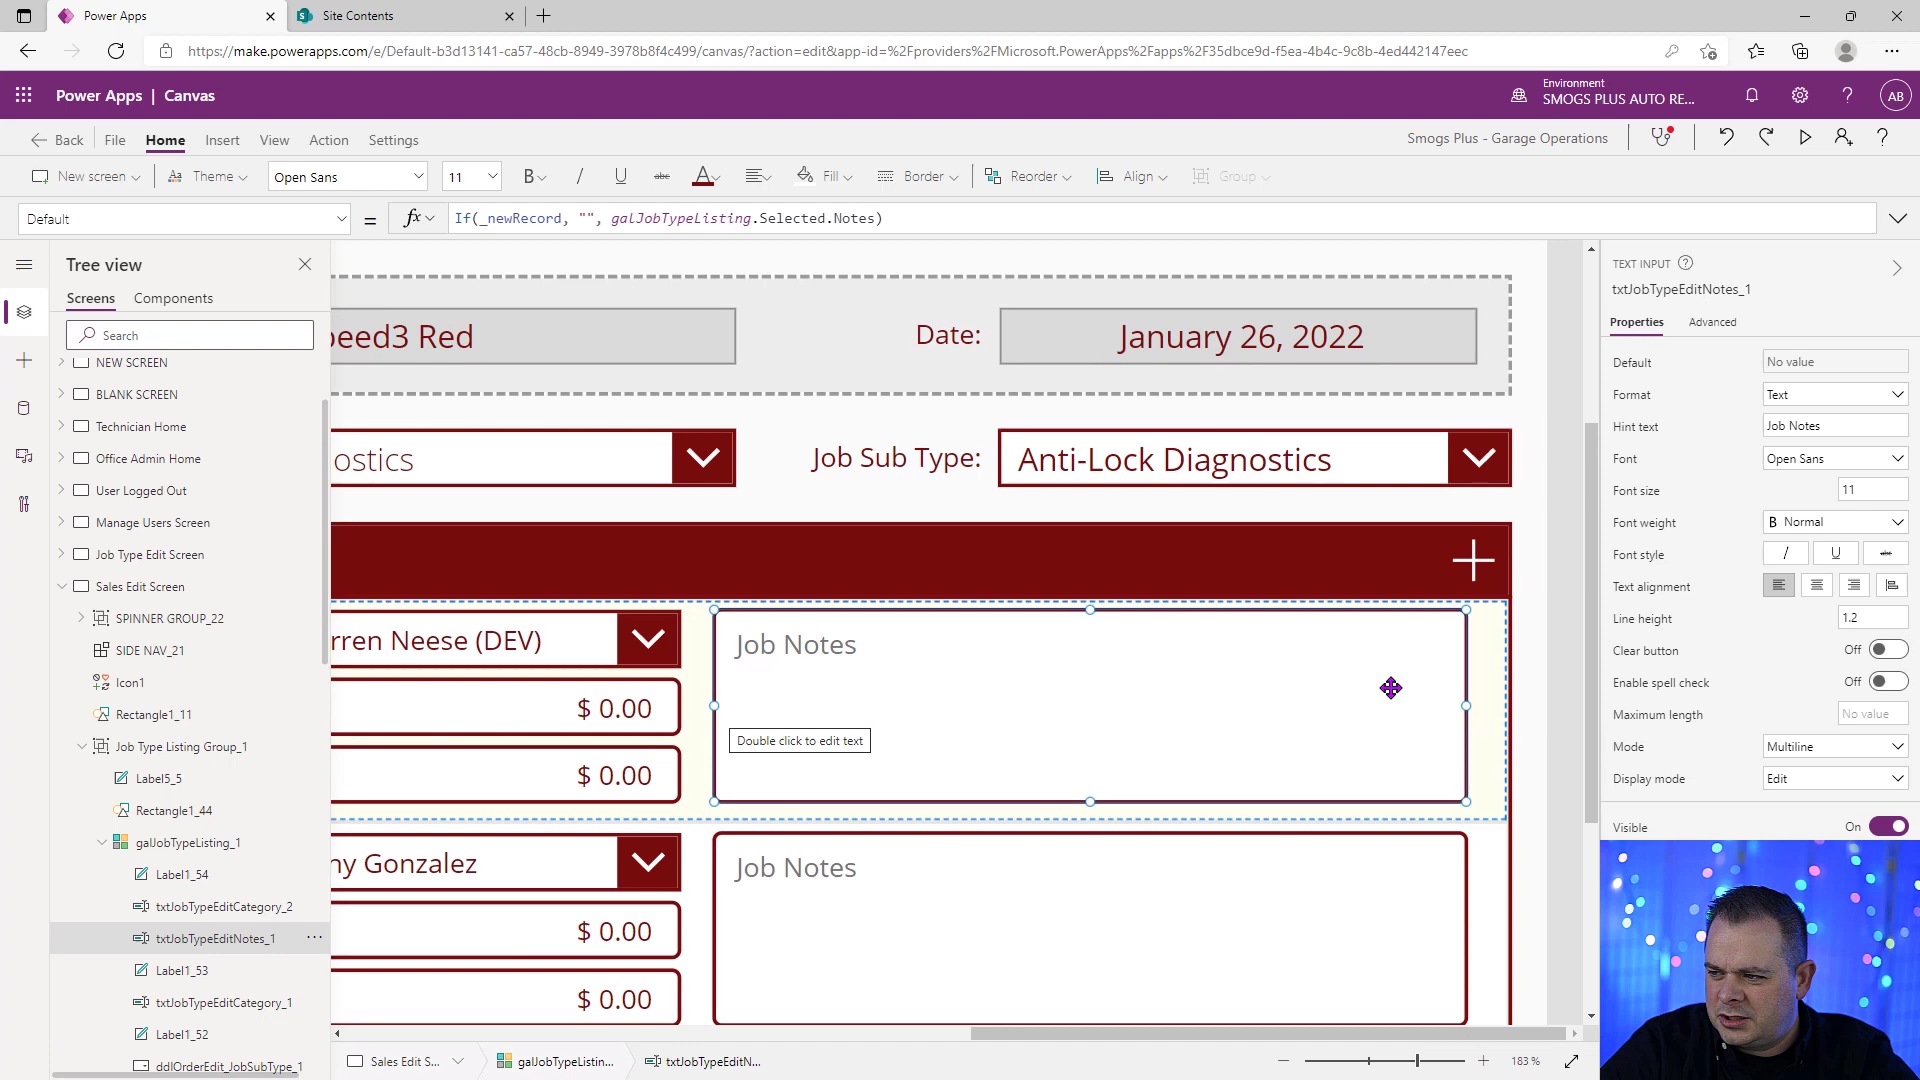 Power Apps
Site Contents
https://make.powerapps.com/e/Default-b3d13141-ca57-48cb-8949-3978b8f4c499/canvas/?action=edit&app-id=%2Fproviders%2FMicrosoft.PowerApps%2Fapps%2F35dbce9d-f5ea-4b4c-9c8b-4ed442147eec
Power Apps | Canvas
Environment
SMOGS PLUS AUTO RE...
AB
Back
File
Home
Insert
View
Action
Settings
Smogs Plus - Garage Operations
New screen
Theme
Open Sans
11
B
Fill
Border
Reorder
Align
Group
Default
=
fx
If(_newRecord, "", galJobTypeListing.Selected.Notes)
Tree view
Screens
Components
Search
NEW SCREEN
BLANK SCREEN
Technician Home
Office Admin Home
User Logged Out
Manage Users Screen
Job Type Edit Screen
Sales Edit Screen
SPINNER GROUP_22
SIDE NAV_21
Icon1
Rectangle1_11
Job Type Listing Group_1
Label5_5
Rectangle1_44
galJobTypeListing_1
Label1_54
txtJobTypeEditCategory_2
txtJobTypeEditNotes_1
Label1_53
txtJobTypeEditCategory_1
Label1_52
ddlOrderEdit_JobSubType_1
peed3 Red
Date:
January 26, 2022
ostics
Job Sub Type:
Anti-Lock Diagnostics
rren Neese (DEV)
Job Notes
$ 0.00
Double click to edit text
$ 0.00
ny Gonzalez
Job Notes
$ 0.00
$ 0.00
Sales Edit S...
galJobTypeListin...
txtJobTypeEditN...
183 %
TEXT INPUT
txtJobTypeEditNotes_1
Properties
Advanced
Default
No value
Format
Text
Hint text
Job Notes
Font
Open Sans
Font size
11
Font weight
B Normal
Font style
/ U abc
Text alignment
Line height
1.2
Clear button
Off
Enable spell check
Off
Maximum length
No value
Mode
Multiline
Display mode
Edit
Visible
On